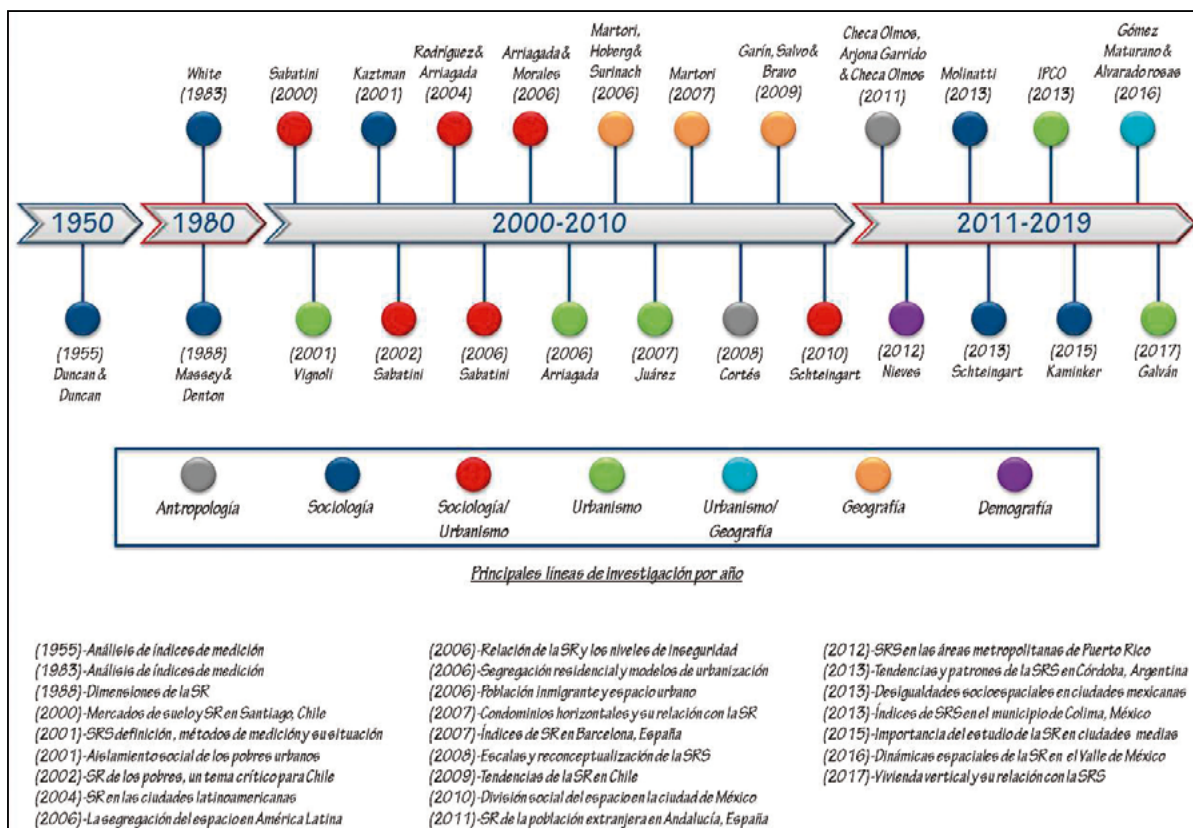 White
(1983)
Sabatini
(2000)
Kaztman
(2001)
Rodríguez &
Arriagada
(2004)
Arriagada &
Morales
(2006)
Martori,
Hoberg &
Surinach
(2006)
Martori
(2007)
Garín, Salvo &
Bravo
(2009)
Checa Olmos,
Arjona Garrido
& Checa Olmos
(2011)
Molinatti
(2013)
IPCO
(2013)
Gómez
Maturano &
Alvarado rosas
(2016)
1950
1980
2000-2010
2011-2019
(1955)
Duncan &
Duncan
(1988)
Massey &
Denton
(2001)
Vignoli
(2002)
Sabatini
(2006)
Sabatini
(2006)
Arriagada
(2007)
Juárez
(2008)
Cortés
(2010)
Schteingart
(2012)
Nieves
(2013)
Schteingart
(2015)
Kaminker
(2017)
Galván
Antropología
Sociología
Sociología/
Urbanismo
Urbanismo
Urbanismo/
Geografía
Geografía
Demografía
Principales líneas de investigación por año
(1955)-Análisis de índices de medición
(1983)-Análisis de índices de medición
(1988)-Dimensiones de la SR
(2000)-Mercados de suelo y SR en Santiago, Chile
(2001)-SRS definición, métodos de medición y su situación
(2001)-Aislamiento social de los pobres urbanos
(2002)-SR de los pobres, un tema crítico para Chile
(2004)-SR en las ciudades latinoamericanas
(2006)-La segregación del espacio en América Latina
(2006)-Relación de la SR y los niveles de inseguridad
(2006)-Segregación residencial y modelos de urbanización
(2006)-Población inmigrante y espacio urbano
(2007)-Condominios horizontales y su relación con la SR
(2007)-Índices de SR en Barcelona, España
(2008)-Escalas y reconceptualización de la SRS
(2009)-Tendencias de la SR en Chile
(2010)-División social del espacio en la ciudad de México
(2011)-SR de la población extranjera en Andalucía, España
(2012)-SRS en las áreas metropolitanas de Puerto Rico
(2013)-Tendencias y patrones de la SRS en Córdoba, Argentina
(2013)-Desigualdades socioespaciales en ciudades mexicanas
(2013)-Índices de SRS en el municipio de Colima, México
(2015)-Importancia del estudio de la SR en ciudades medias
(2016)-Dinámicas espaciales de la SR en el Valle de México
(2017)-Vivienda vertical y su relación con la SRS